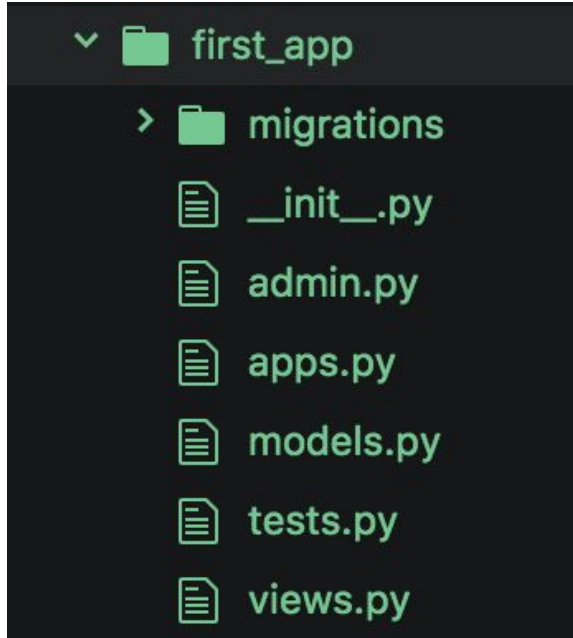 first_app
migrations
__init__.py
admin.py
apps.py
models.py
tests.py
views.py